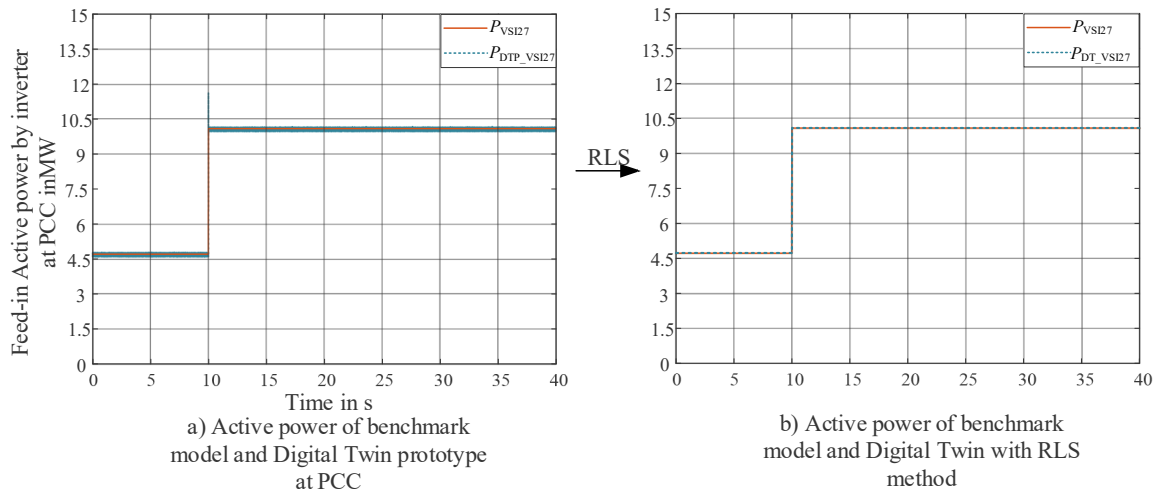 15
13.5
12
10.5
9
7.5
6
4.5
3
1.5
0
0 5 10 15 20 25 30 35 40
P_VSI27
P_DTP_VSI27
Feed-in Active power by inverter
at PCC inMW
Time in s
a) Active power of benchmark
model and Digital Twin prototype
at PCC
RLS
15
13.5
12
10.5
9
7.5
6
4.5
3
1.5
0
0 5 10 15 20 25 30 35 40
P_VSI27
P_DT_VSI27
b) Active power of benchmark
model and Digital Twin with RLS
method